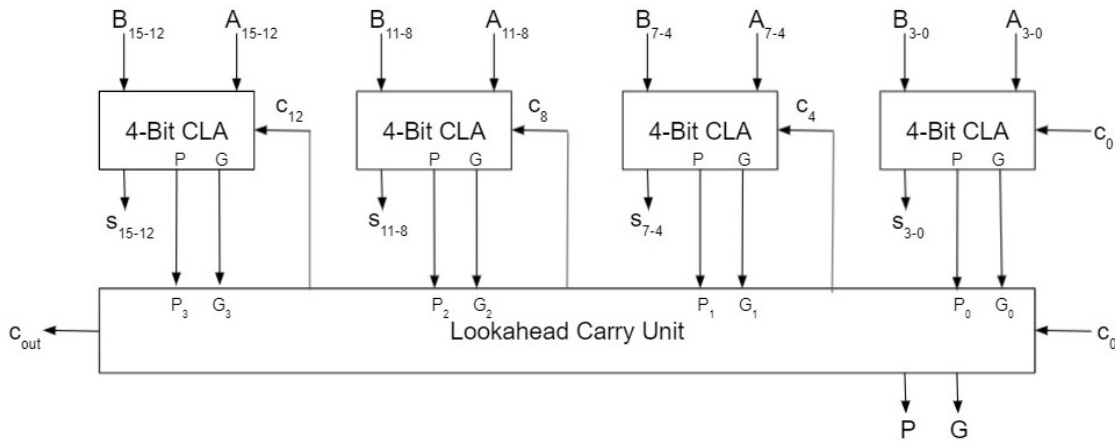 B15-12 A15-12 B11-8 A11-8 B7-4 A7-4 B3-0 A3-0
c12 c8 c4
4-Bit CLA 4-Bit CLA 4-Bit CLA 4-Bit CLA
c0
P G P G P G P G
s15-12 s11-8 s7-4 s3-0
P3 G3 P2 G2 P1 G1 P0 G0
cout Lookahead Carry Unit c0
P G